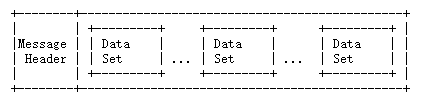 +--------+------------------------------------------+
|        | +---------+     +---------+     +---------+ |
|Message | | Data    |     | Data    |     | Data    | |
| Header | | Set     | ... | Set     | ... | Set     | |
|        | +---------+     +---------+     +---------+ |
+--------+------------------------------------------+